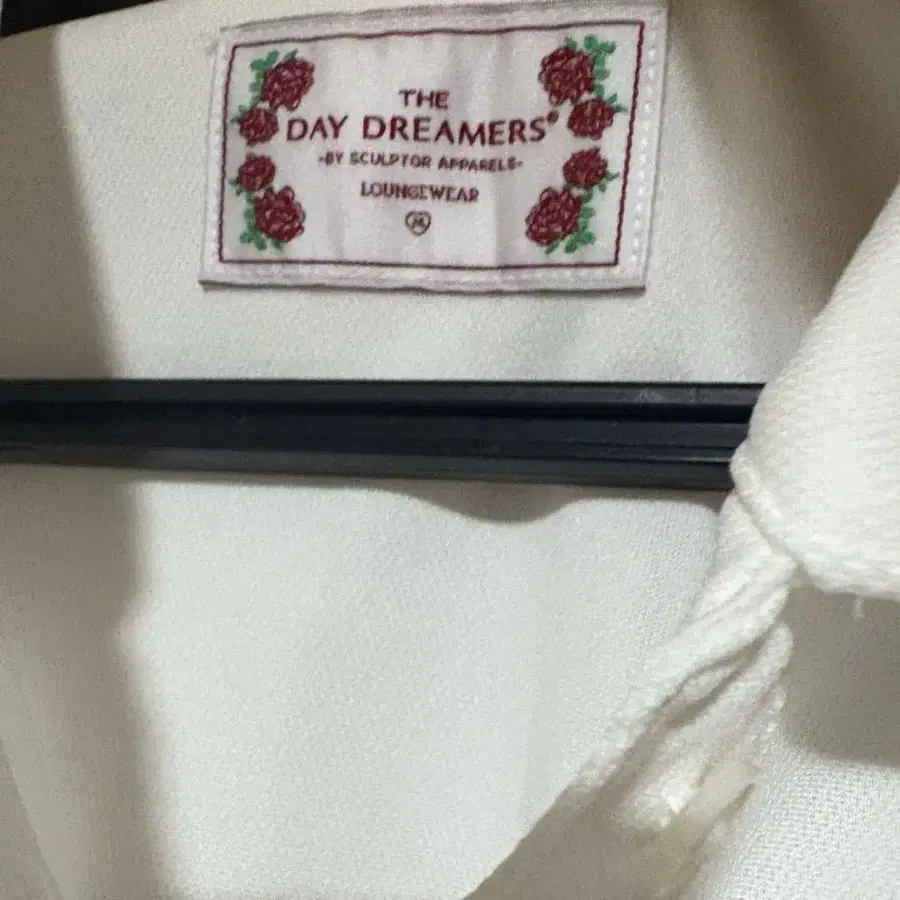 THE
DAY DREAMERS®
-BY SCULPTOR APPARELS-
LOUNGEWEAR